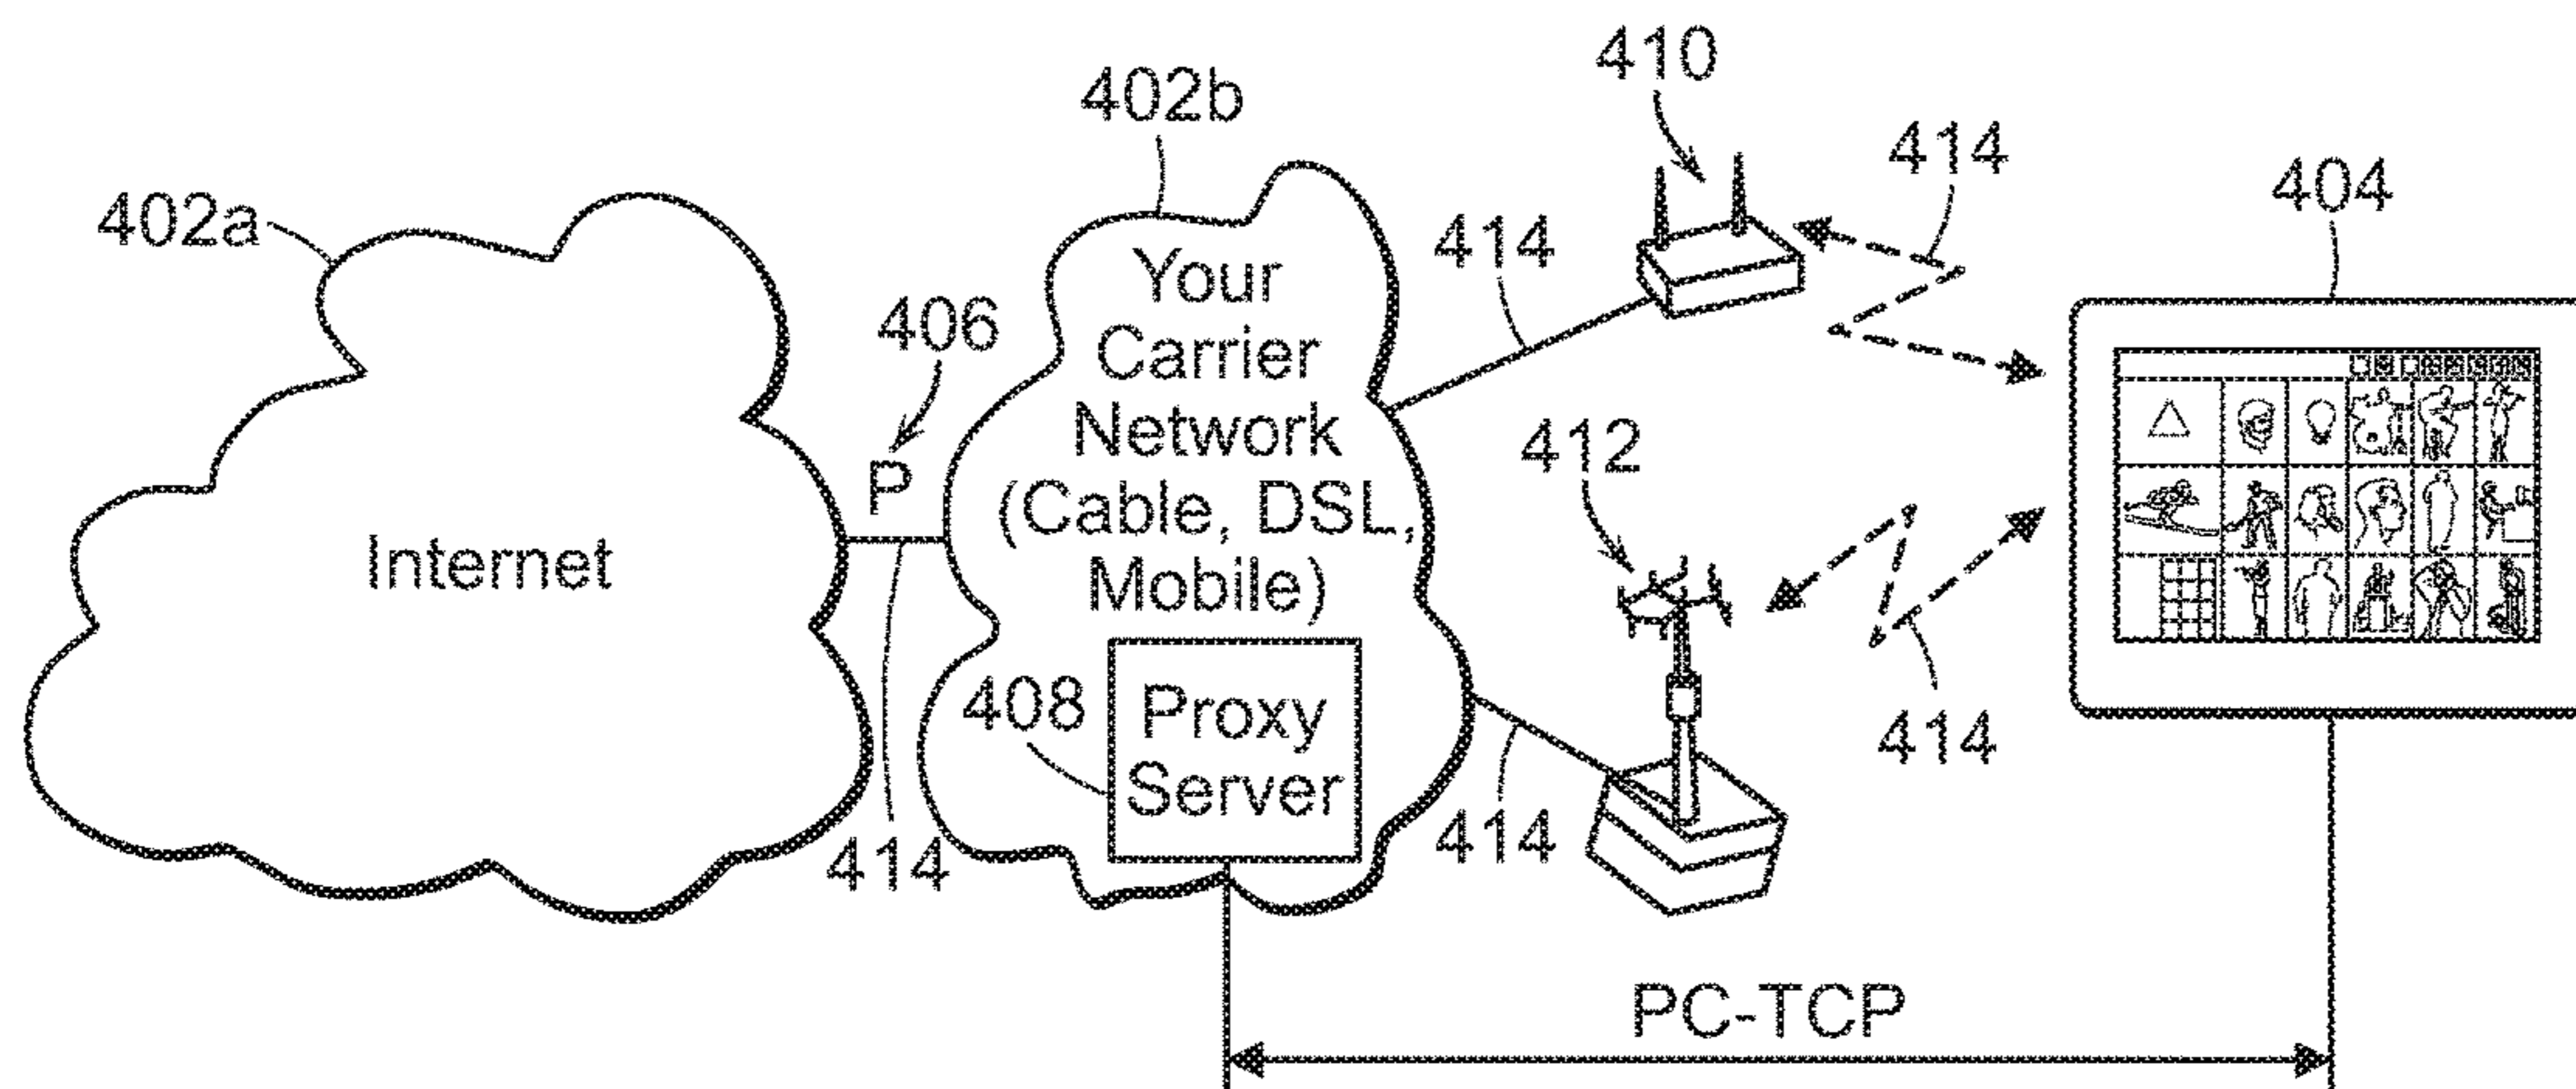 410
402b
414
404
402a
414
Your
Carrier
Network
(Cable, DSL,
Mobile)
406
P
412
Internet
408
Proxy
Server
414
414
414
PC-TCP